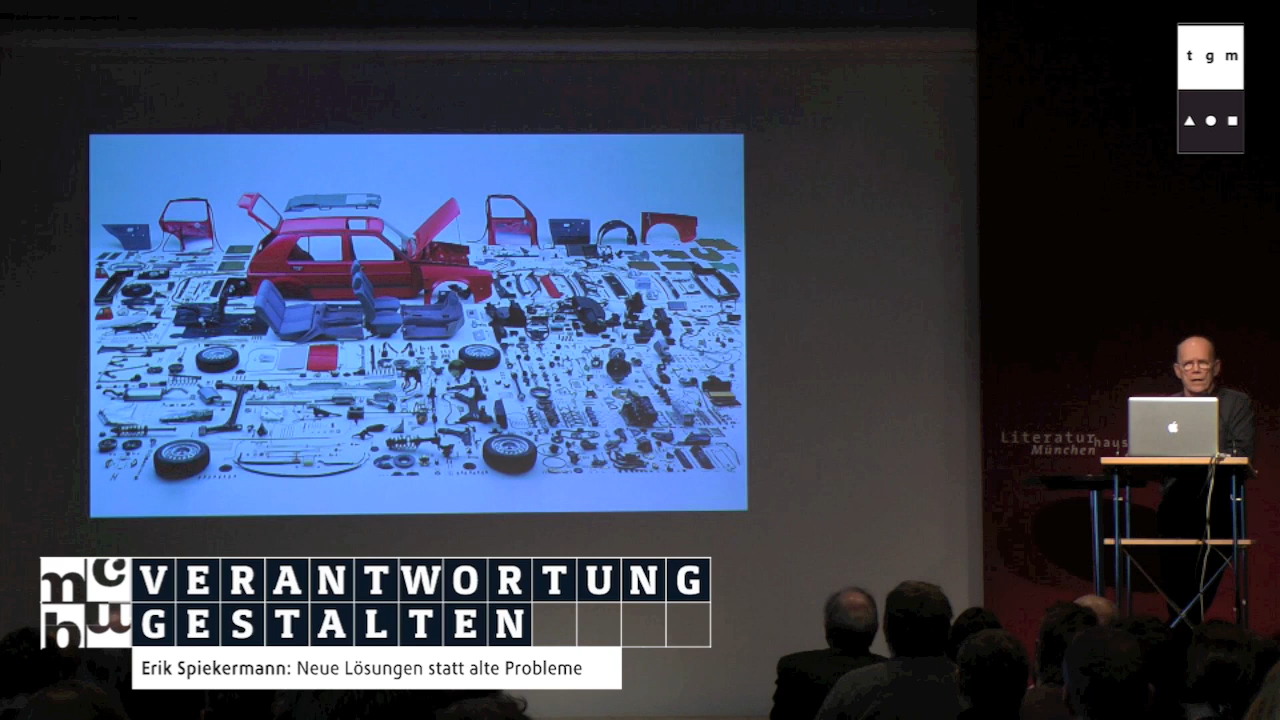 t g m
Literatur
haus
München
m c
b w
VERANTWORTUNG
GESTALTEN
Erik Spiekermann: Neue Lösungen statt alte Probleme